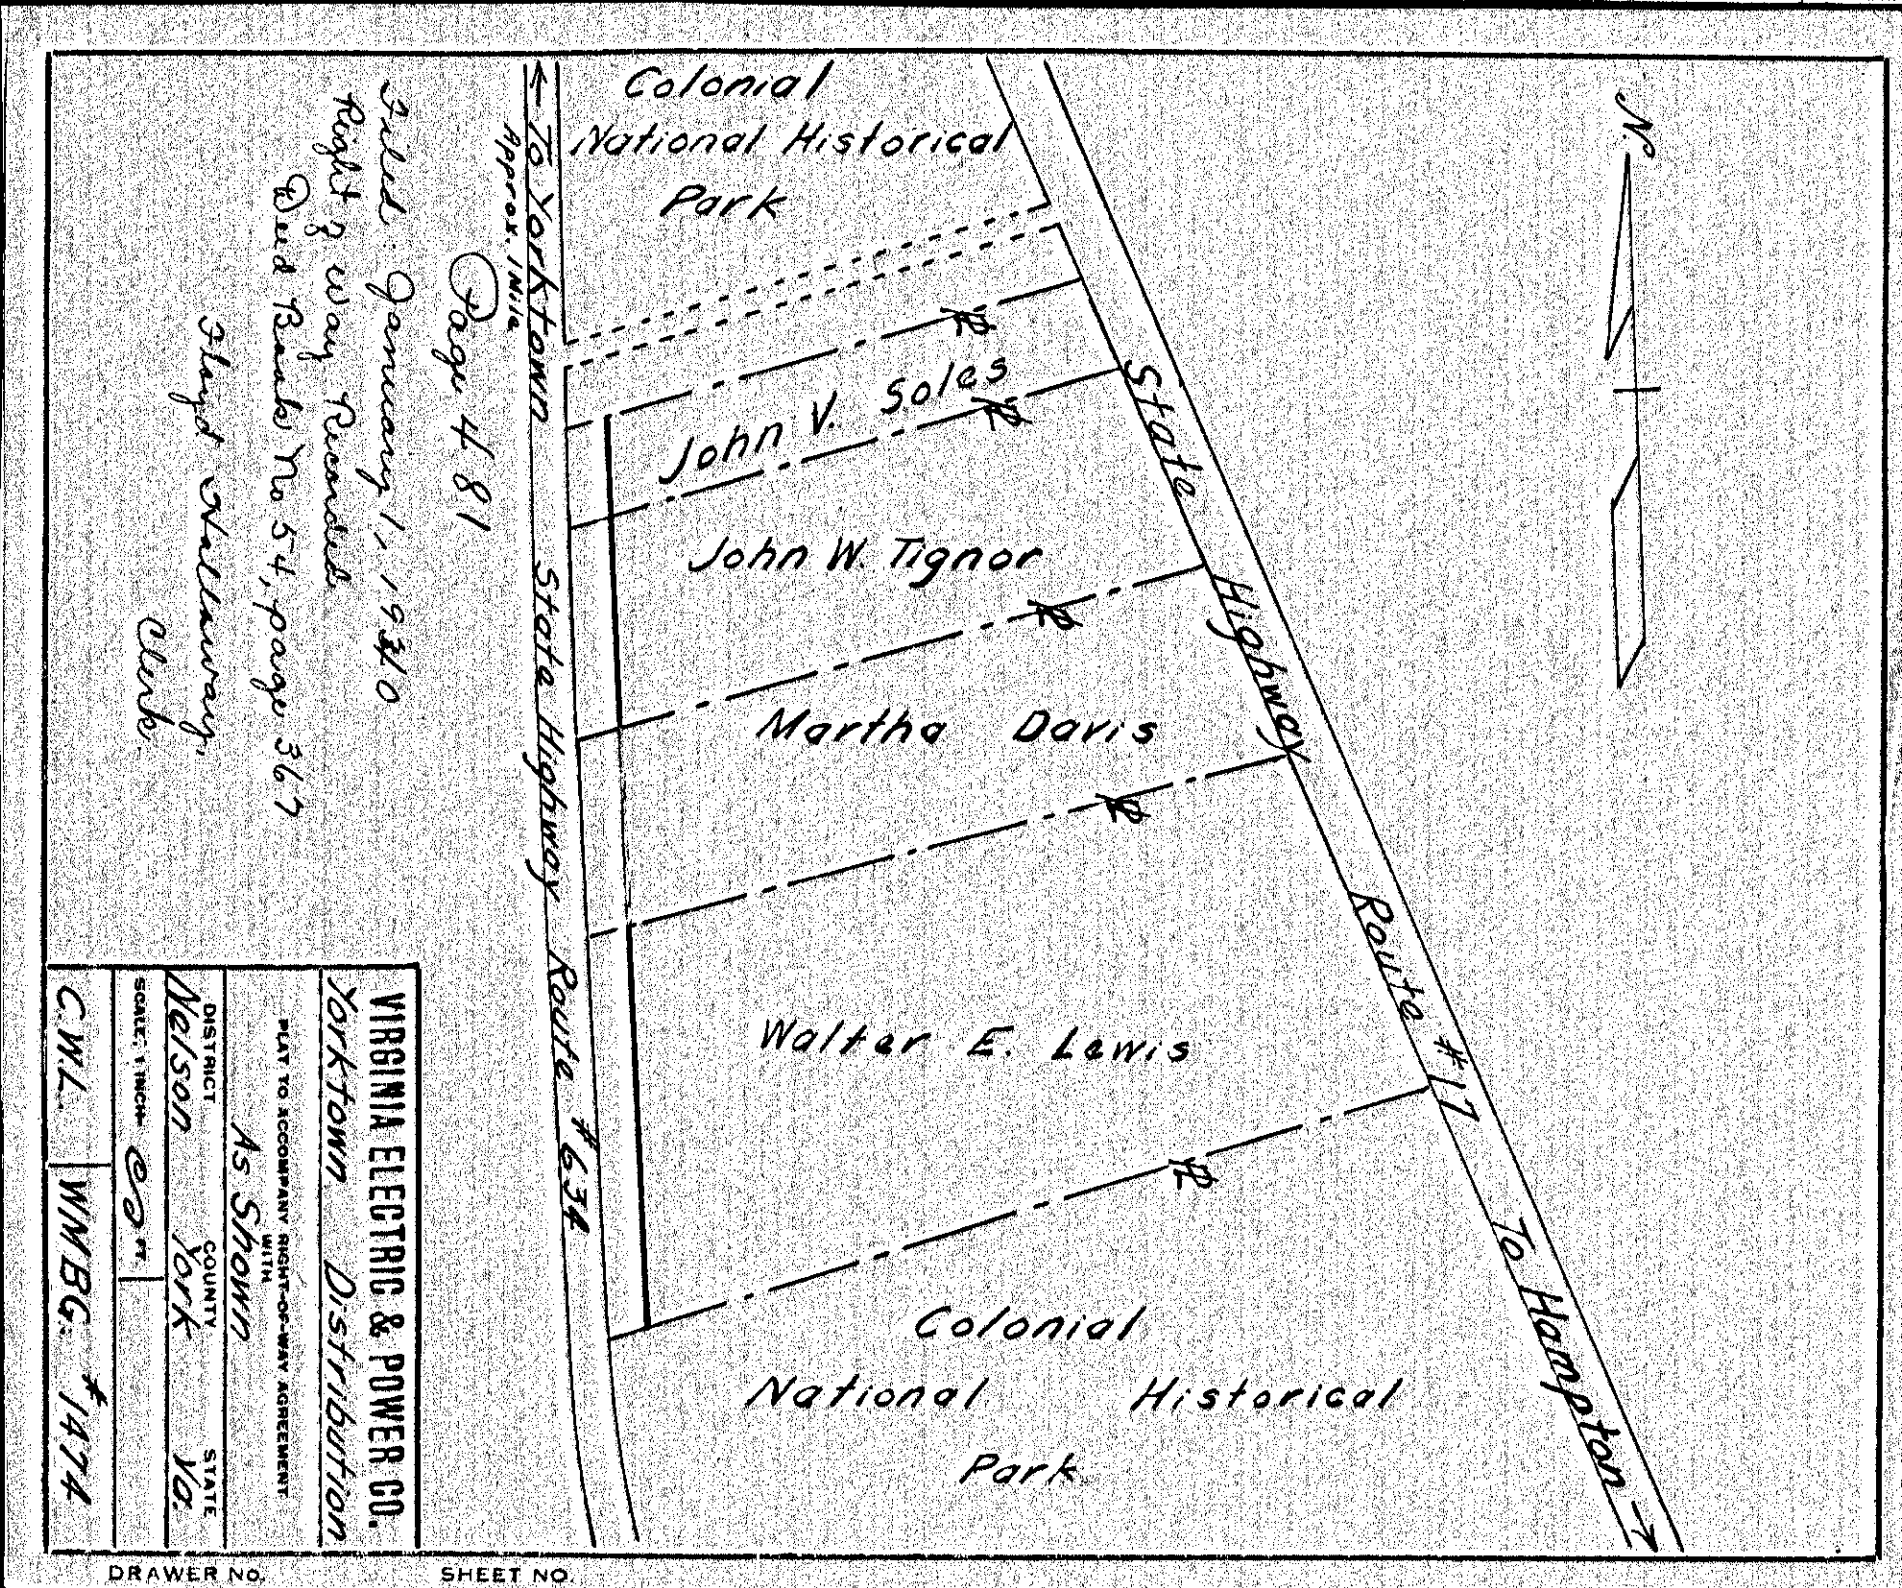 N.
Colonial
National Historical
Park
John V. Soles
John W. Tignor
Martha Davis
Walter E. Lewis
Colonial
National Historical
Park
State Highway Route #17 To Hampton →
← To Yorktown State Highway Route #634
Approx. 1 Mile
Page 481
Filed: January 1, 1940
Right of Way Recorded
Deed Book No 54, page 367
Floyd Hallaway,
Clerk.
VIRGINIA ELECTRIC & POWER CO.
Yorktown Distribution
PLAT TO ACCOMPANY RIGHT-OF-WAY AGREEMENT
WITH
As Shown
DISTRICT COUNTY STATE
Nelson York Va.
SCALE, 1 INCH= FT.
C.W.L. WMBG. #1474
DRAWER NO. SHEET NO.